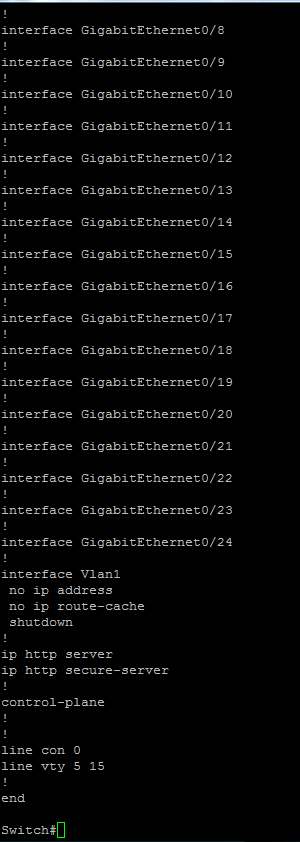 !
interface GigabitEthernet0/8
!
interface GigabitEthernet0/9
!
interface GigabitEthernet0/10
!
interface GigabitEthernet0/11
!
interface GigabitEthernet0/12
!
interface GigabitEthernet0/13
!
interface GigabitEthernet0/14
!
interface GigabitEthernet0/15
!
interface GigabitEthernet0/16
!
interface GigabitEthernet0/17
!
interface GigabitEthernet0/18
!
interface GigabitEthernet0/19
!
interface GigabitEthernet0/20
!
interface GigabitEthernet0/21
!
interface GigabitEthernet0/22
!
interface GigabitEthernet0/23
!
interface GigabitEthernet0/24
!
interface Vlan1
 no ip address
 no ip route-cache
 shutdown
!
ip http server
ip http secure-server
!
control-plane
!
!
line con 0
line vty 5 15
!
end

Switch#